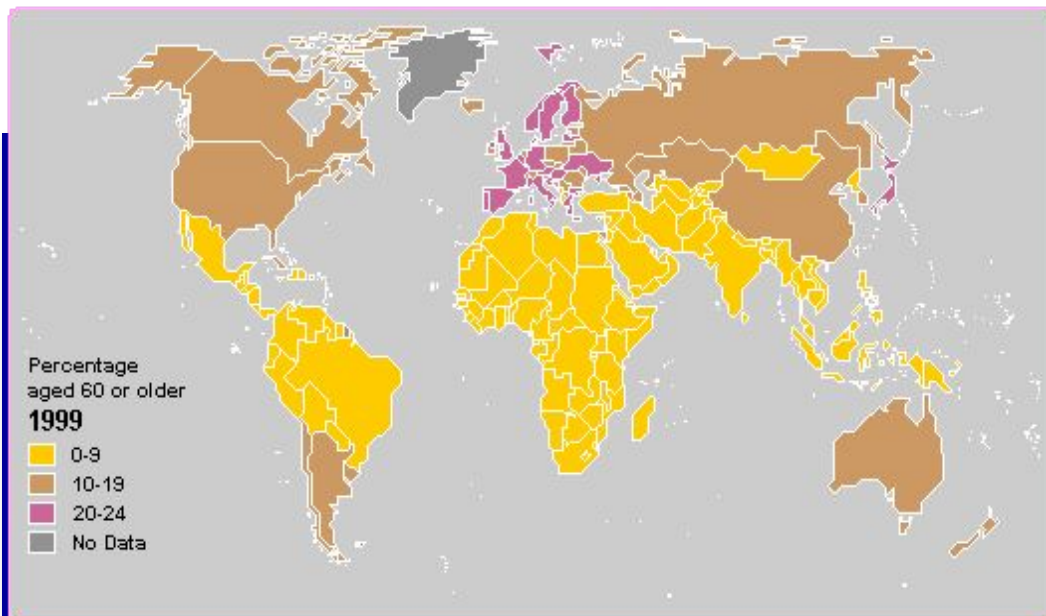 Percentage
aged 60 or older
1999
0-9
10-19
20-24
No Data